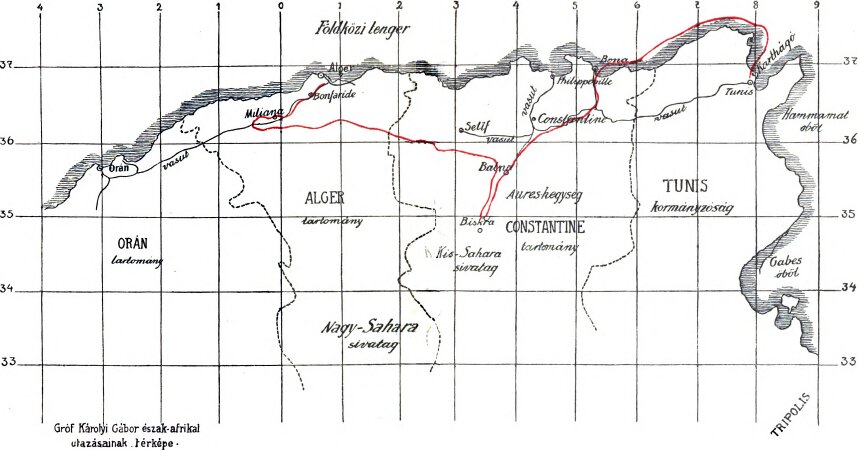 4 3 2 1 0 1 2 3 4 5 6 7 8 9
Földközi tenger
37
37
Alger
Bonfaride
Miliana
Bona
Philippeville
Karthágó
Tunis
vasut
Constantine
vasut
Hammamat
öböl
36
36
Setif
vasut
Orán
vasut
Batna
Aureshegység
ALGER
tartomány
TUNIS
kormányzóság
35
35
Biskra
CONSTANTINE
tartomány
ORÁN
tartomány
Kis-Sahara
sivatag
Gabes
öböl
34
34
Nagy-Sahara
sivatag
33
33
TRIPOLIS
Gróf Károlyi Gábor észak-afrikai
utazásainak térképe.